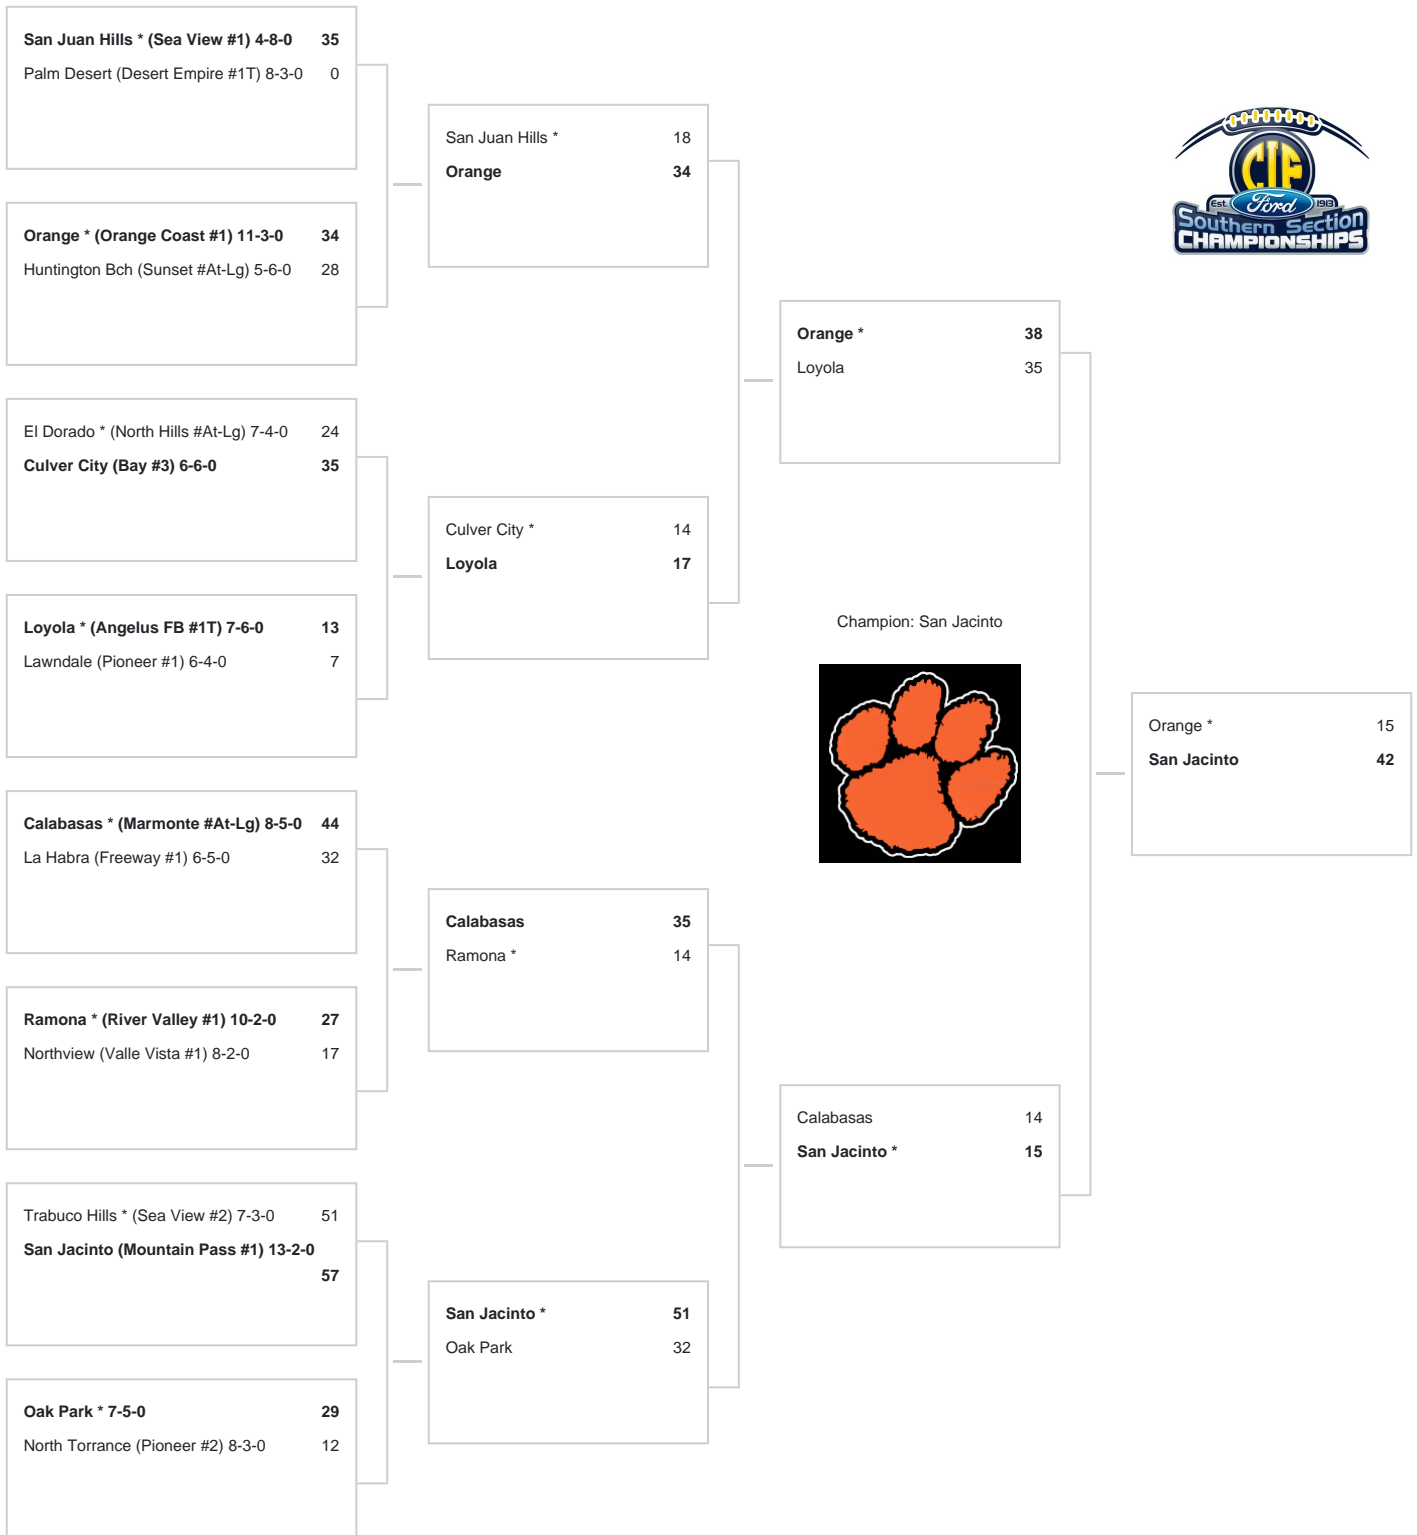 San Juan Hills * (Sea View #1) 4-8-0 35
Palm Desert (Desert Empire #1T) 8-3-0 0
Orange * (Orange Coast #1) 11-3-0 34
Huntington Bch (Sunset #At-Lg) 5-6-0 28
El Dorado * (North Hills #At-Lg) 7-4-0 24
Culver City (Bay #3) 6-6-0 35
Loyola * (Angelus FB #1T) 7-6-0 13
Lawndale (Pioneer #1) 6-4-0 7
Calabasas * (Marmonte #At-Lg) 8-5-0 44
La Habra (Freeway #1) 6-5-0 32
Ramona * (River Valley #1) 10-2-0 27
Northview (Valle Vista #1) 8-2-0 17
Trabuco Hills * (Sea View #2) 7-3-0 51
San Jacinto (Mountain Pass #1) 13-2-0
57
Oak Park * 7-5-0 29
North Torrance (Pioneer #2) 8-3-0 12
San Juan Hills * 18
Orange 34
Culver City * 14
Loyola 17
Calabasas 35
Ramona * 14
San Jacinto * 51
Oak Park 32
Orange * 38
Loyola 35
Calabasas 14
San Jacinto * 15
Champion: San Jacinto
Orange * 15
San Jacinto 42
CIF
Est. Ford 1913
Southern Section
CHAMPIONSHIPS